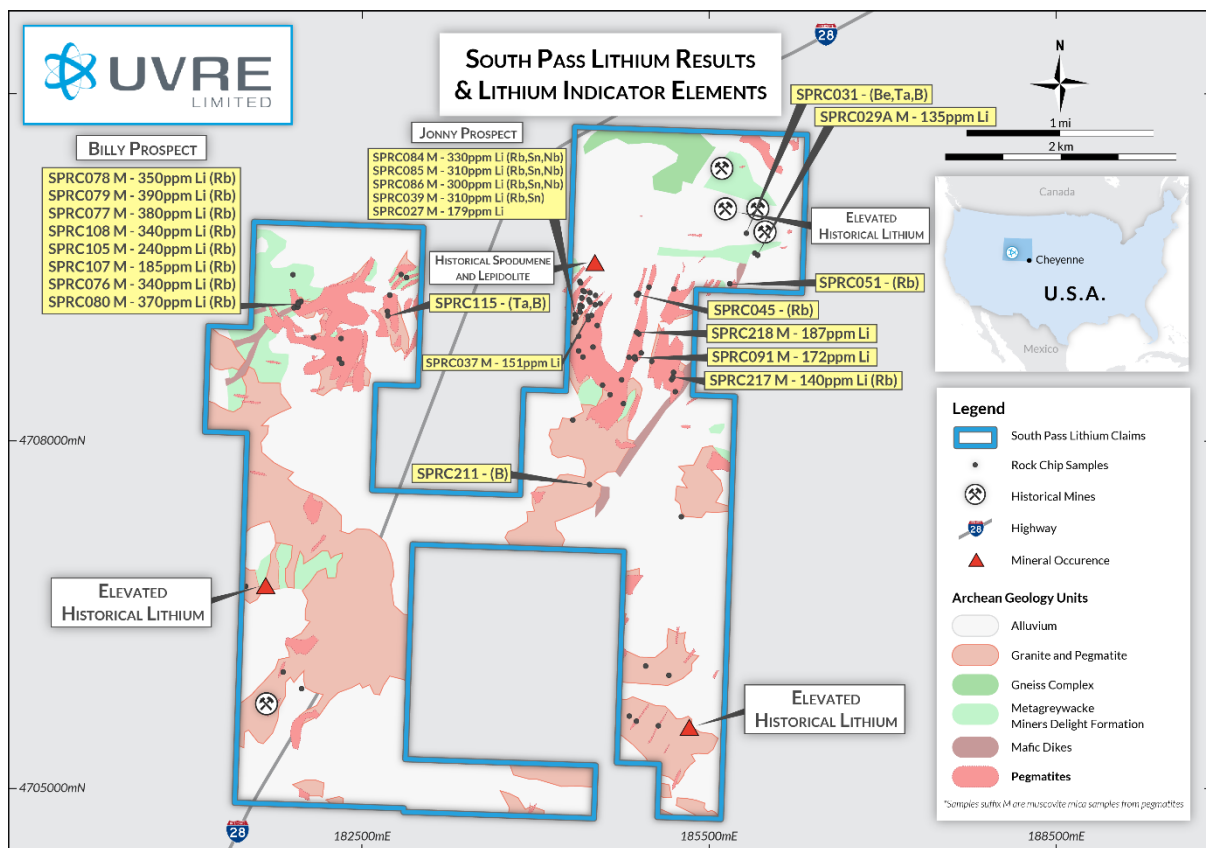 UVRE
LIMITED
SOUTH PASS LITHIUM RESULTS
& LITHIUM INDICATOR ELEMENTS
28
N
1 mi
2 km
BILLY PROSPECT
SPRC078 M - 350ppm Li (Rb)
SPRC079 M - 390ppm Li (Rb)
SPRC077 M - 380ppm Li (Rb)
SPRC108 M - 340ppm Li (Rb)
SPRC105 M - 240ppm Li (Rb)
SPRC107 M - 185ppm Li (Rb)
SPRC076 M - 340ppm Li (Rb)
SPRC080 M - 370ppm Li (Rb)
JONNY PROSPECT
SPRC084 M - 330ppm Li (Rb,Sn,Nb)
SPRC085 M - 310ppm Li (Rb,Sn,Nb)
SPRC086 M - 300ppm Li (Rb,Sn,Nb)
SPRC039 M - 310ppm Li (Rb,Sn)
SPRC027 M - 179ppm Li
SPRC031 - (Be,Ta,B)
SPRC029A M - 135ppm Li
ELEVATED
HISTORICAL LITHIUM
HISTORICAL SPODUMENE
AND LEPIDOLITE
SPRC115 - (Ta,B)
SPRC037 M - 151ppm Li
SPRC051 - (Rb)
SPRC045 - (Rb)
SPRC218 M - 187ppm Li
SPRC091 M - 172ppm Li
SPRC217 M - 140ppm Li (Rb)
SPRC211 - (B)
ELEVATED
HISTORICAL LITHIUM
ELEVATED
HISTORICAL LITHIUM
Canada
Cheyenne
U.S.A.
Mexico
Legend
South Pass Lithium Claims
Rock Chip Samples
Historical Mines
28
Highway
Mineral Occurence
Archean Geology Units
Alluvium
Granite and Pegmatite
Gneiss Complex
Metagreywacke
Miners Delight Formation
Mafic Dikes
Pegmatites
*Samples suffix M are muscovite mica samples from pegmatites
4708000mN
4705000mN
28
182500mE
185500mE
188500mE